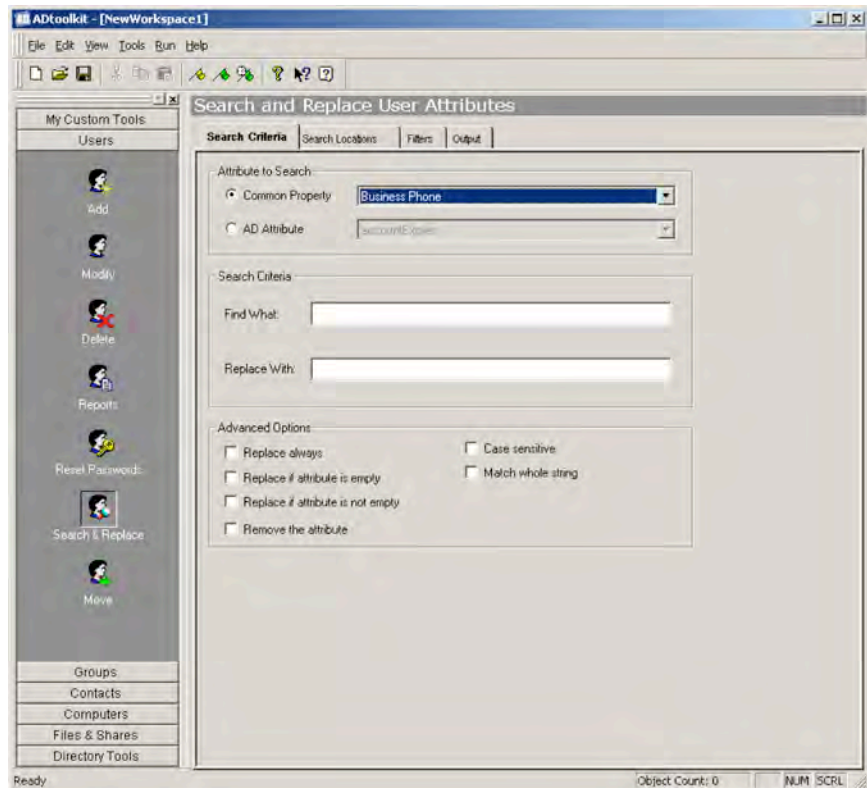 ADtoolkit - [NewWorkspace1]
File Edit View Tools Run Help
My Custom Tools
Users
Add
Modify
Delete
Reports
Reset Passwords
Search & Replace
Move
Groups
Contacts
Computers
Files & Shares
Directory Tools
Search and Replace User Attributes
Search Criteria Search Locations Filters Output
Attribute to Search
Common Property Business Phone
AD Attribute accountExpires
Search Criteria
Find What:
Replace With:
Advanced Options
Replace always
Replace if attribute is empty
Replace if attribute is not empty
Remove the attribute
Case sensitive
Match whole string
Ready Object Count: 0 NUM SCRL